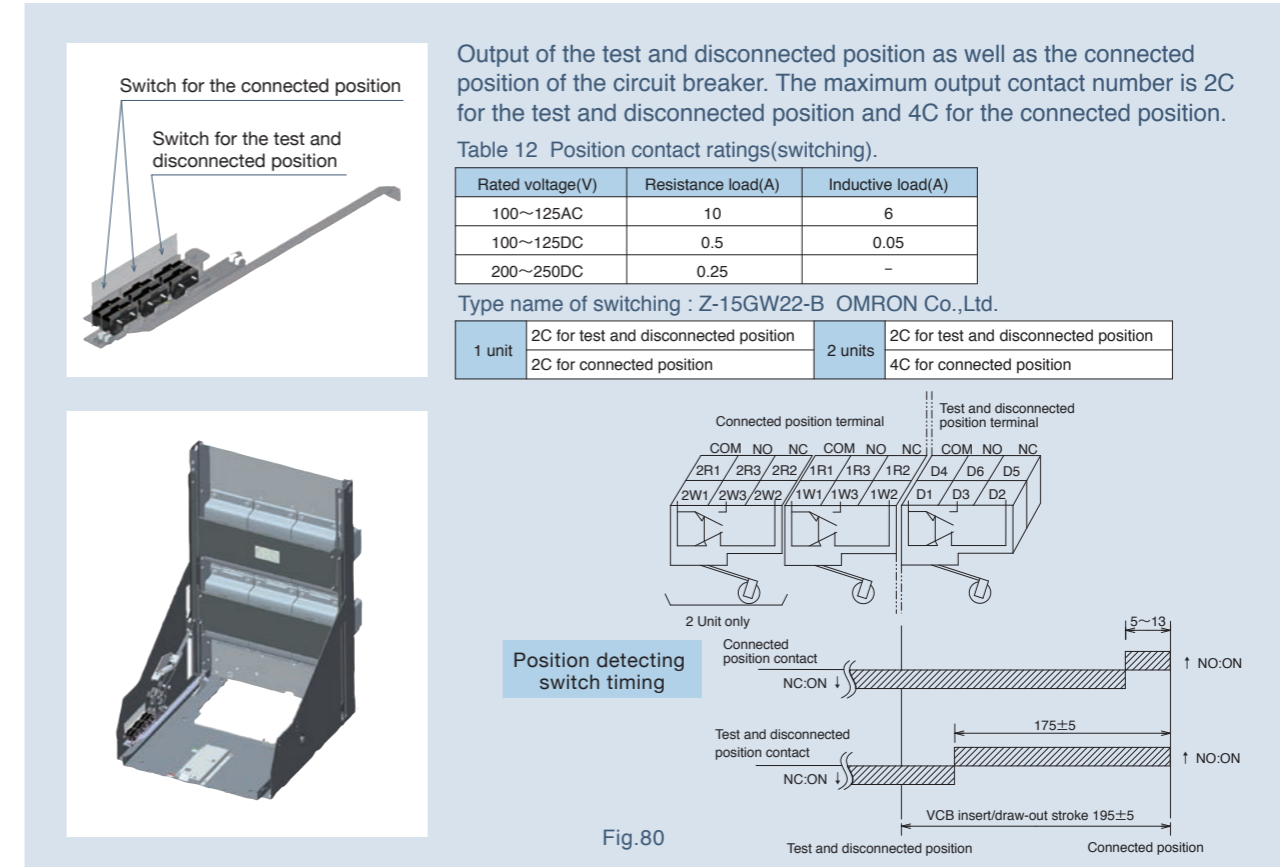 Switch for the connected position
Switch for the test and
disconnected position
Output of the test and disconnected position as well as the connected
position of the circuit breaker. The maximum output contact number is 2C
for the test and disconnected position and 4C for the connected position.
Table 12 Position contact ratings(switching).
Rated voltage(V) Resistance load(A) Inductive load(A)
100～125AC 10 6
100～125DC 0.5 0.05
200～250DC 0.25 –
Type name of switching : Z-15GW22-B OMRON Co.,Ltd.
1 unit
2C for test and disconnected position
2C for connected position
2 units
2C for test and disconnected position
4C for connected position
Connected position terminal
Test and disconnected
position terminal
COM NO NC COM NO NC COM NO NC
2R1 2R3 2R2 1R1 1R3 1R2 D4 D6 D5
2W1 2W3 2W2 1W1 1W3 1W2 D1 D3 D2
2 Unit only
Position detecting
switch timing
Connected
position contact
NC:ON ↓
5～13
↑ NO:ON
Test and disconnected
position contact
NC:ON ↓
175±5
↑ NO:ON
VCB insert/draw-out stroke 195±5
Test and disconnected position
Connected position
Fig.80